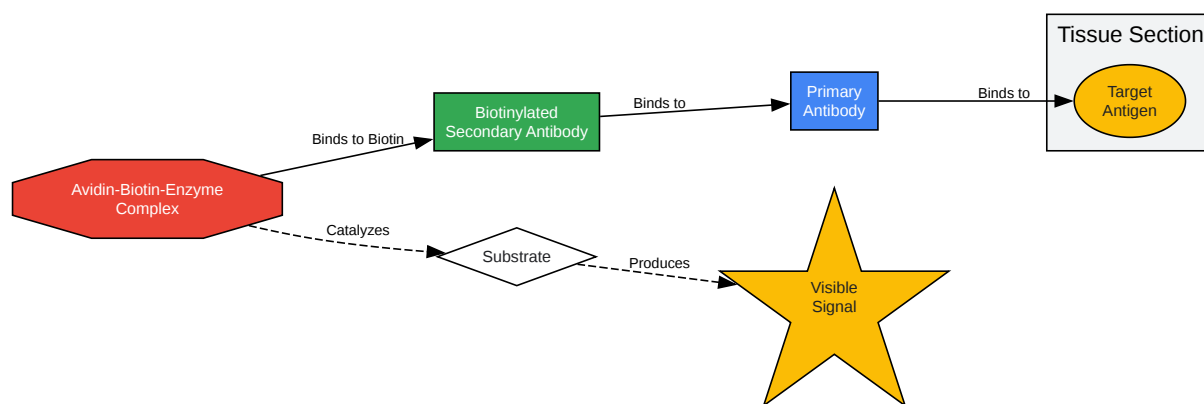 Tissue Section
Target
Antigen
Binds to
Primary
Antibody
Binds to
Biotinylated
Secondary Antibody
Binds to Biotin
Avidin-Biotin-Enzyme
Complex
Catalyzes
Substrate
Produces
Visible
Signal